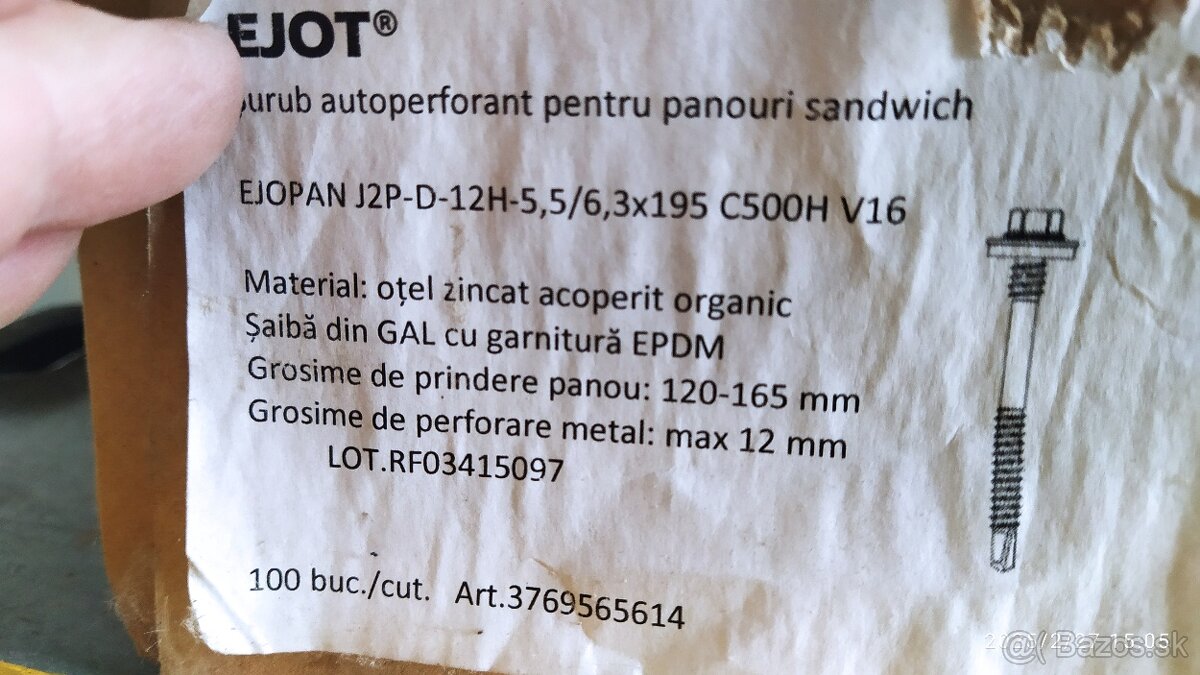 EJOT®
autoperforant pentru panouri sandwich
EJOPAN J2P-D-12H-5,5/6,3x195 C500H V16
Material: oțel zincat acoperit organic
Șaibă din GAL cu garnitură EPDM
Grosime de prindere panou: 120-165 mm
Grosime de perforare metal: max 12 mm
LOT.RF03415097
100 buc./cut. Art.3769565614
15:05
Bazos.sk